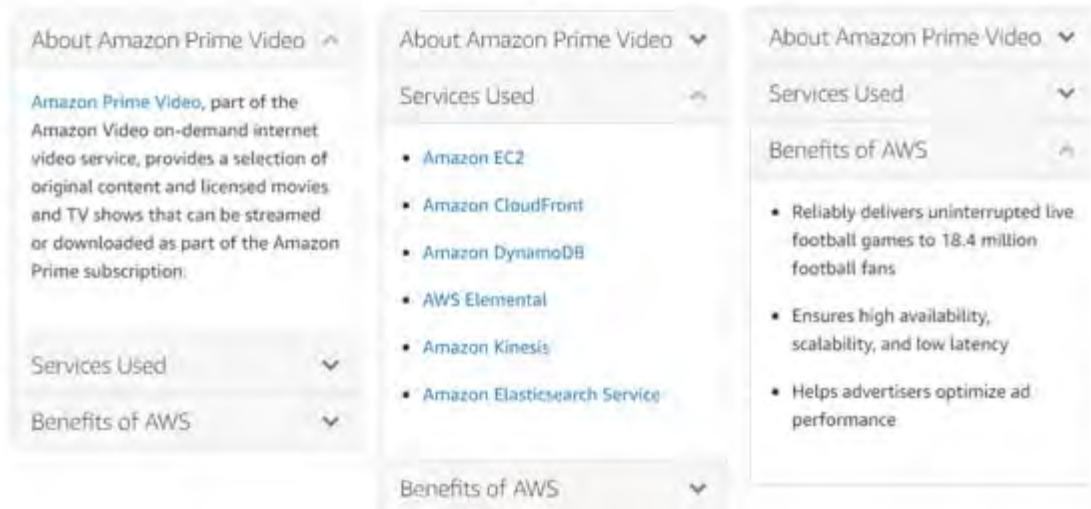 About Amazon Prime Video
Amazon Prime Video, part of the
Amazon Video on-demand internet
video service, provides a selection of
original content and licensed movies
and TV shows that can be streamed
or downloaded as part of the Amazon
Prime subscription.
Services Used
Benefits of AWS
About Amazon Prime Video
Services Used
• Amazon EC2
• Amazon CloudFront
• Amazon DynamoDB
• AWS Elemental
• Amazon Kinesis
• Amazon Elasticsearch Service
Benefits of AWS
About Amazon Prime Video
Services Used
Benefits of AWS
• Reliably delivers uninterrupted live
football games to 18.4 million
football fans
• Ensures high availability,
scalability, and low latency
• Helps advertisers optimize ad
performance